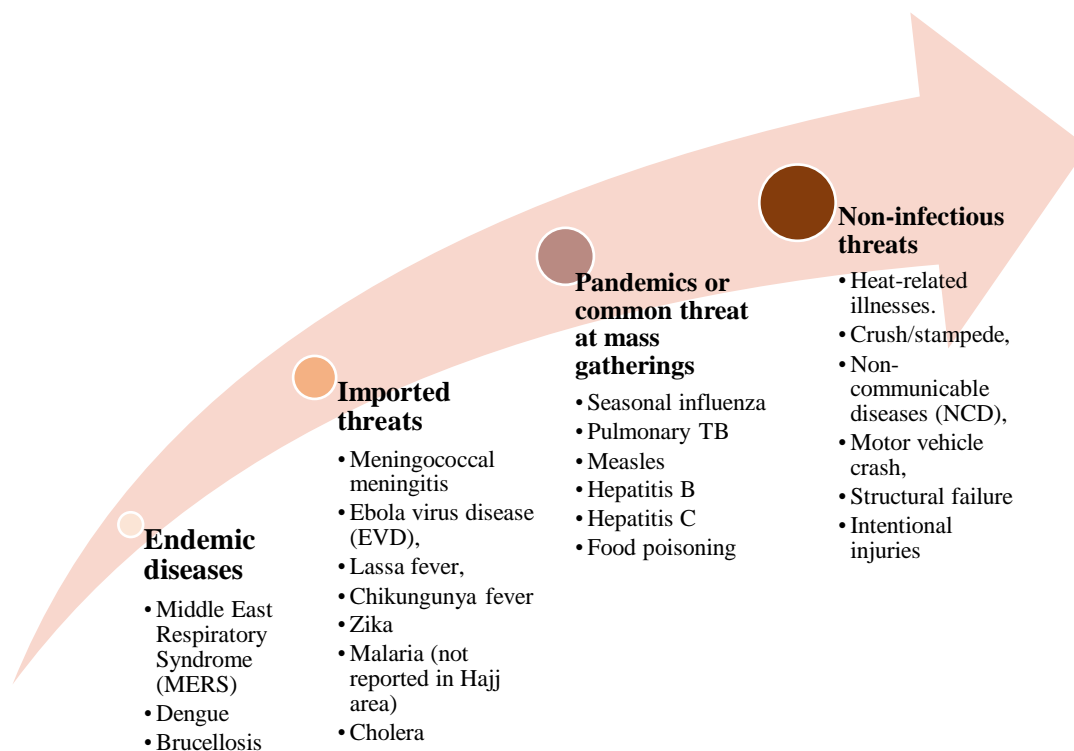 Endemic
diseases
• Middle East
Respiratory
Syndrome
(MERS)
• Dengue
• Brucellosis
Imported
threats
• Meningococcal
meningitis
• Ebola virus disease
(EVD),
• Lassa fever,
• Chikungunya fever
• Zika
• Malaria (not
reported in Hajj
area)
• Cholera
Pandemics or
common threat
at mass
gatherings
• Seasonal influenza
• Pulmonary TB
• Measles
• Hepatitis B
• Hepatitis C
• Food poisoning
Non-infectious
threats
• Heat-related
illnesses.
• Crush/stampede,
• Non-
communicable
diseases (NCD),
• Motor vehicle
crash,
• Structural failure
• Intentional
injuries